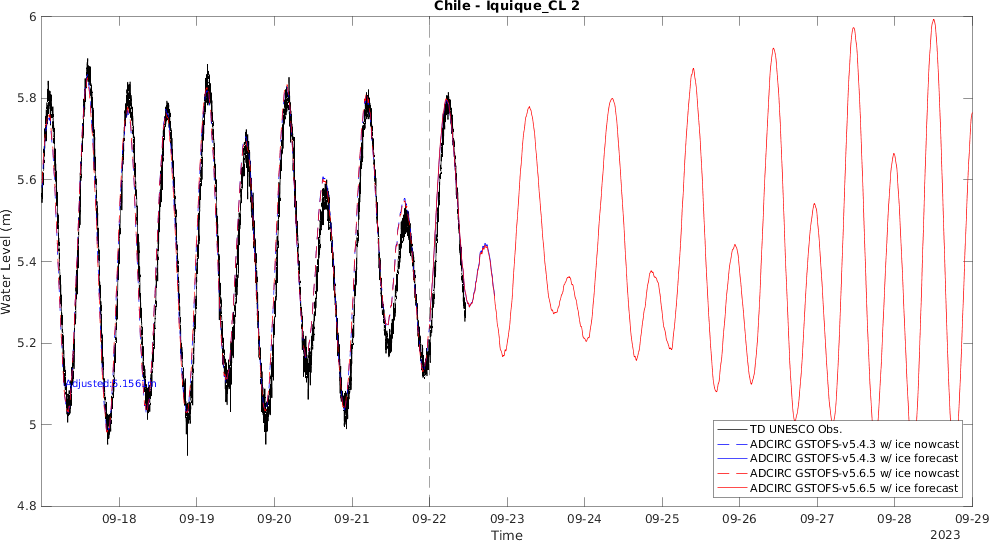 Chile - Iquique_CL 2
6
5.8
5.6
5.4
5.2
5
4.8
Water Level (m)
Adjusted:5.1567m
TD UNESCO Obs.
ADCIRC GSTOFS-v5.4.3 w/ ice nowcast
ADCIRC GSTOFS-v5.4.3 w/ ice forecast
ADCIRC GSTOFS-v5.6.5 w/ ice nowcast
ADCIRC GSTOFS-v5.6.5 w/ ice forecast
09-18 09-19 09-20 09-21 09-22 09-23 09-24 09-25 09-26 09-27 09-28 09-29
Time
2023